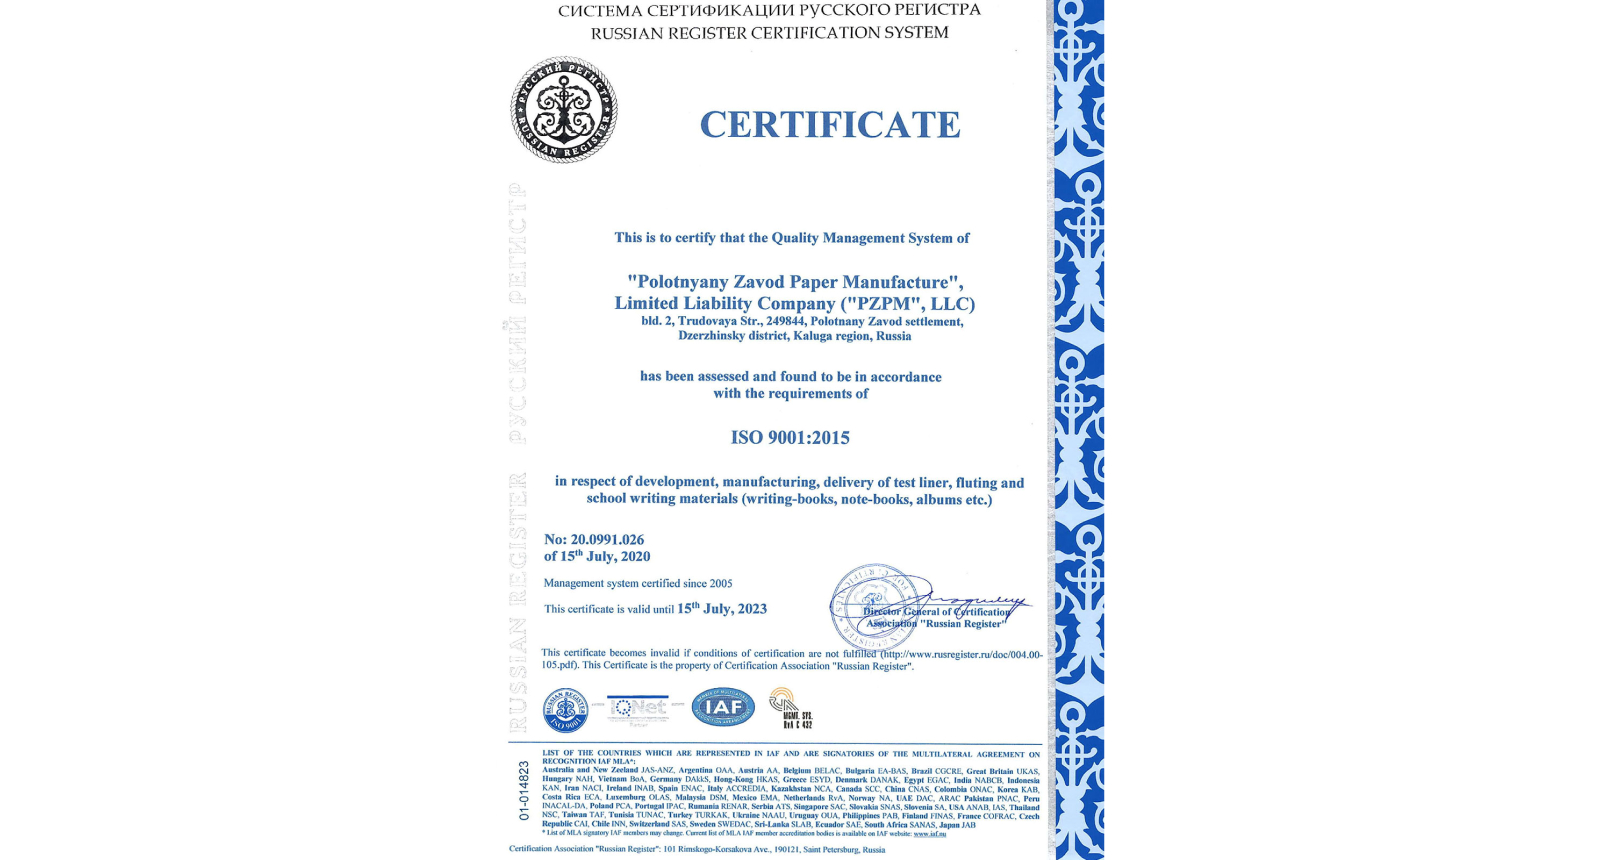 СИСТЕМА СЕРТИФИКАЦИИ РУССКОГО РЕГИСТРА
RUSSIAN REGISTER CERTIFICATION SYSTEM
РУССКИЙ РЕГИСТР
RUSSIAN REGISTER
CERTIFICATE
RUSSIAN REGISTER РУССКИЙ РЕГИСТР
This is to certify that the Quality Management System of
"Polotnyany Zavod Paper Manufacture",
Limited Liability Company ("PZPM", LLC)
bld. 2, Trudovaya Str., 249844, Polotnany Zavod settlement,
Dzerzhinsky district, Kaluga region, Russia
has been assessed and found to be in accordance
with the requirements of
ISO 9001:2015
in respect of development, manufacturing, delivery of test liner, fluting and
school writing materials (writing-books, note-books, albums etc.)
No: 20.0991.026
of 15th July, 2020
Management system certified since 2005
This certificate is valid until 15th July, 2023
Director General of Certification
Association "Russian Register"
This certificate becomes invalid if conditions of certification are not fulfilled (http://www.rusregister.ru/doc/004.00-
105.pdf). This Certificate is the property of Certification Association "Russian Register".
RUSSIAN REGISTER
ISO 9001
IQNet
IAF
MGMT. SYS.
RvA C 432
LIST OF THE COUNTRIES WHICH ARE REPRESENTED IN IAF AND ARE SIGNATORIES OF THE MULTILATERAL AGREEMENT ON
RECOGNITION IAF MLA*:
Australia and New Zeeland JAS-ANZ, Argentina OAA, Austria AA, Belgium BELAC, Bulgaria EA-BAS, Brazil CGCRE, Great Britain UKAS,
Hungary NAH, Vietnam BoA, Germany DAkkS, Hong-Kong HKAS, Greece ESYD, Denmark DANAK, Egypt EGAC, India NABCB, Indonesia
KAN, Iran NACI, Ireland INAB, Spain ENAC, Italy ACCREDIA, Kazakhstan NCA, Canada SCC, China CNAS, Colombia ONAC, Korea KAB,
Costa Rica ECA, Luxemburg OLAS, Malaysia DSM, Mexico EMA, Netherlands RvA, Norway NA, UAE DAC, ARAC Pakistan PNAC, Peru
INACAL-DA, Poland PCA, Portugal IPAC, Rumania RENAR, Serbia ATS, Singapore SAC, Slovakia SNAS, Slovenia SA, USA ANAB, IAS, Thailand
NSC, Taiwan TAF, Tunisia TUNAC, Turkey TURKAK, Ukraine NAAU, Uruguay OUA, Philippines PAB, Finland FINAS, France COFRAC, Czech
Republic CAI, Chile INN, Switzerland SAS, Sweden SWEDAC, Sri-Lanka SLAB, Ecuador SAE, South Africa SANAS, Japan JAB
* List of MLA signatory IAF members may change. Current list of MLA IAF member accreditation bodies is available on IAF website: www.iaf.nu
01-014823
Certification Association "Russian Register": 101 Rimskogo-Korsakova Ave., 190121, Saint Petersburg, Russia